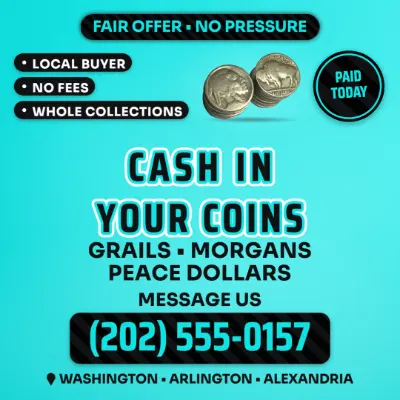 FAIR OFFER • NO PRESSURE
• LOCAL BUYER
• NO FEES
• WHOLE COLLECTIONS
PAID
TODAY
CASH IN
YOUR COINS
GRAILS • MORGANS
PEACE DOLLARS
MESSAGE US
(202) 555-0157
WASHINGTON • ARLINGTON • ALEXANDRIA